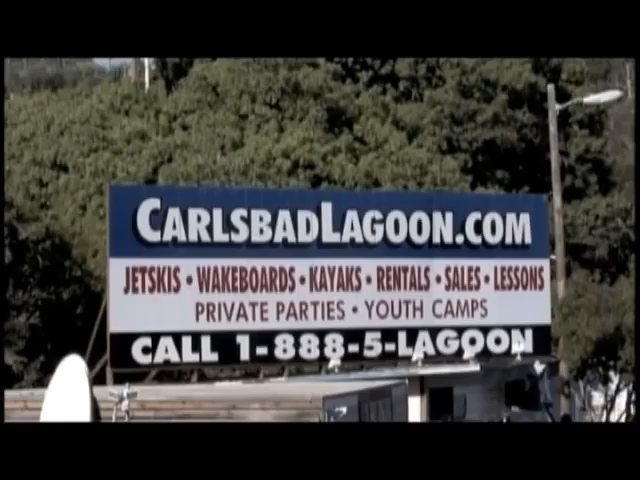 CARLSBADLAGOON.COM
JETSKIS • WAKEBOARDS • KAYAKS • RENTALS • SALES • LESSONS
PRIVATE PARTIES • YOUTH CAMPS
CALL 1-888-5-LAGOON